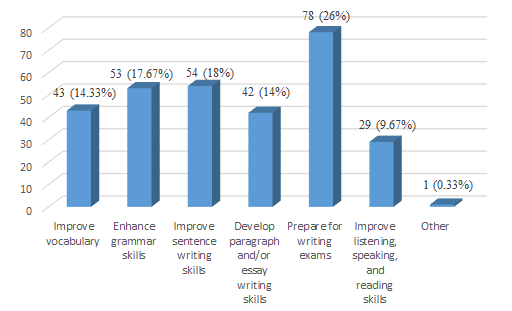 80
70
60
50
40
30
20
10
0
43 (14.33%)
53 (17.67%)
54 (18%)
42 (14%)
78 (26%)
29 (9.67%)
1 (0.33%)
Improve
vocabulary
Enhance
grammar
skills
Improve
sentence
writing
skills
Develop
paragraph
and/or
essay
writing
skills
Prepare for
writing
exams
Improve
listening,
speaking,
and
reading
skills
Other